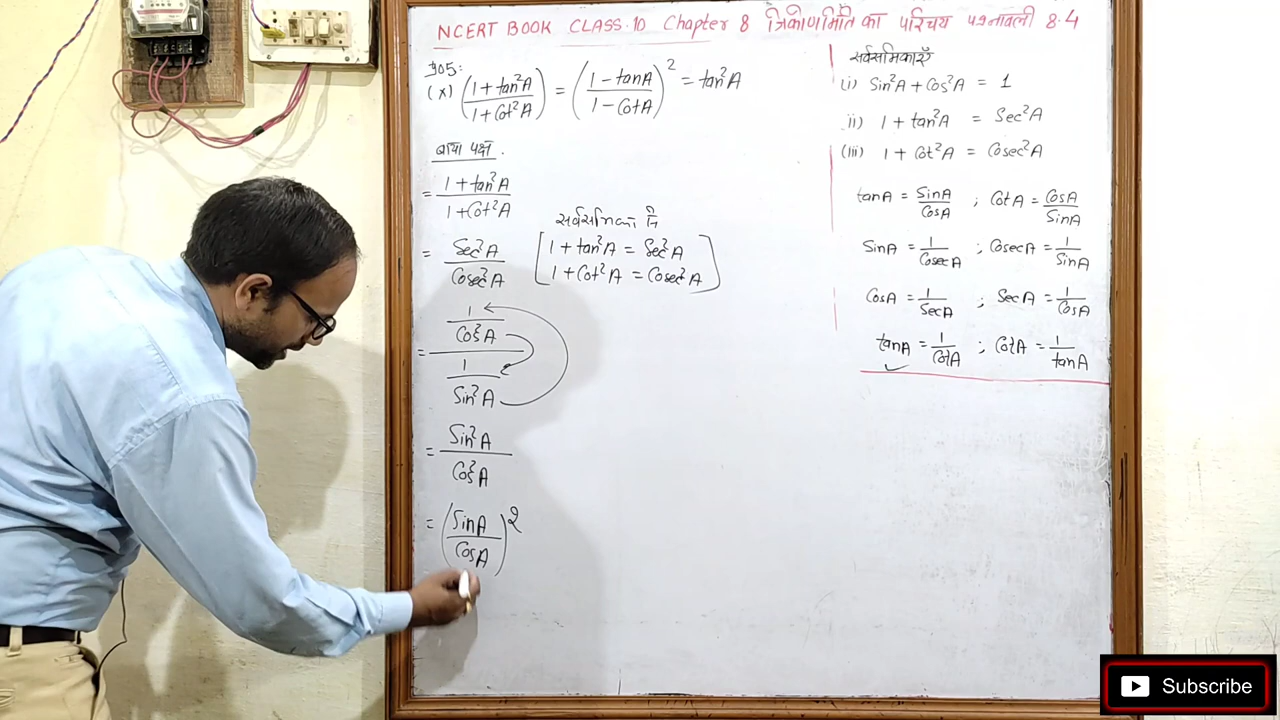 NCERT BOOK CLASS-10 Chapter 8 त्रिकोणमिति का परिचय प्रश्नावली 8.4
प्र05:
(x) (1+tan²A / 1+Cot²A) = (1-tanA / 1-CotA)² = tan²A
बायां पक्ष
= 1+tan²A / 1+Cot²A
= Sec²A / Cosec²A
सर्वसमिका से
[1+tan²A = Sec²A
1+Cot²A = Cosec²A]
= 1/Cos²A / 1/Sin²A
= Sin²A / Cos²A
= (SinA / CosA)²
सर्वसमिकाएँ
(i) Sin²A + Cos²A = 1
ii) 1 + tan²A = Sec²A
(iii) 1 + Cot²A = Cosec²A
tanA = SinA/CosA ; CotA = CosA/SinA
SinA = 1/CosecA ; CosecA = 1/SinA
CosA = 1/SecA ; SecA = 1/CosA
tanA = 1/CotA ; CotA = 1/tanA
Subscribe